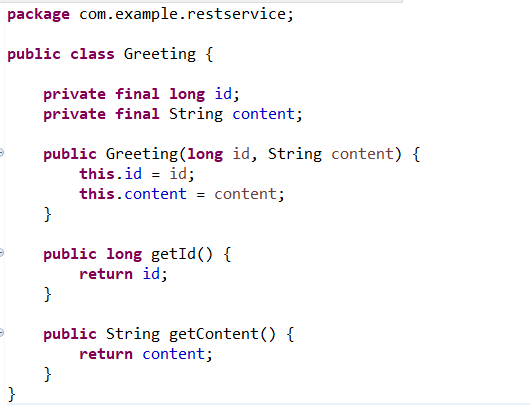 package com.example.restservice;
public class Greeting {
private final long id;
private final String content;
public Greeting(long id, String content) {
this.id = id;
this.content = content;
}
public long getId() {
return id;
}
public String getContent() {
return content;
}
}